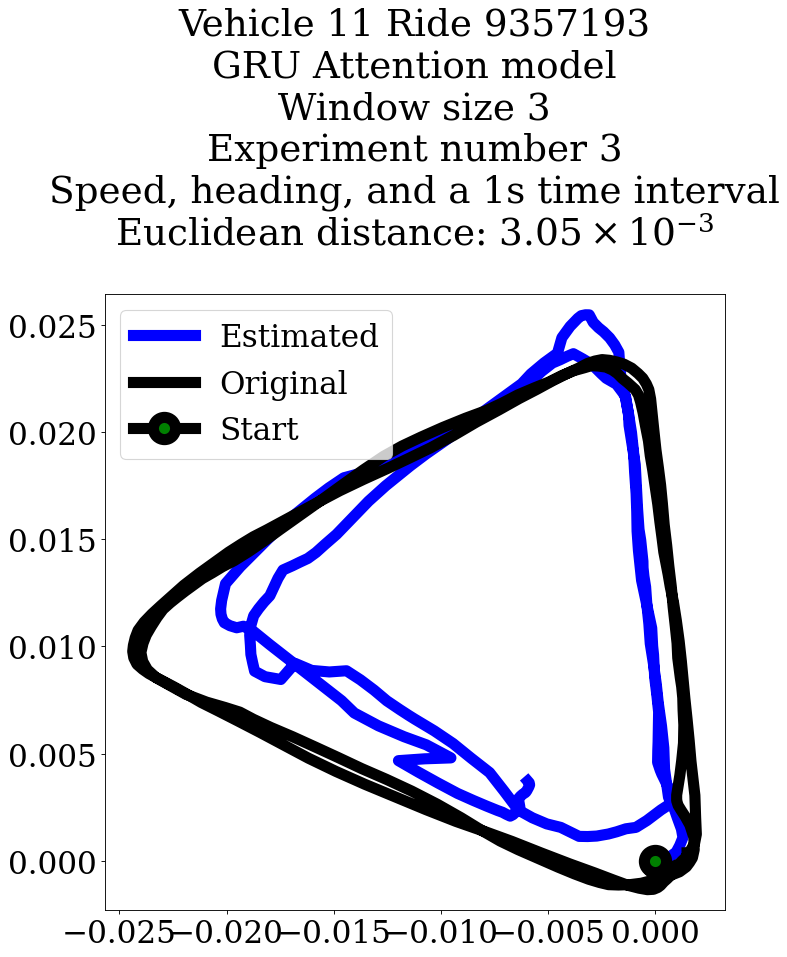 Vehicle 11 Ride 9357193
GRU Attention model
Window size 3
Experiment number 3
Speed, heading, and a 1s time interval
Euclidean distance: 3.05 × 10⁻³
Estimated
Original
Start
0.025
0.020
0.015
0.010
0.005
0.000
−0.025 −0.020 −0.015 −0.010 −0.005 0.000